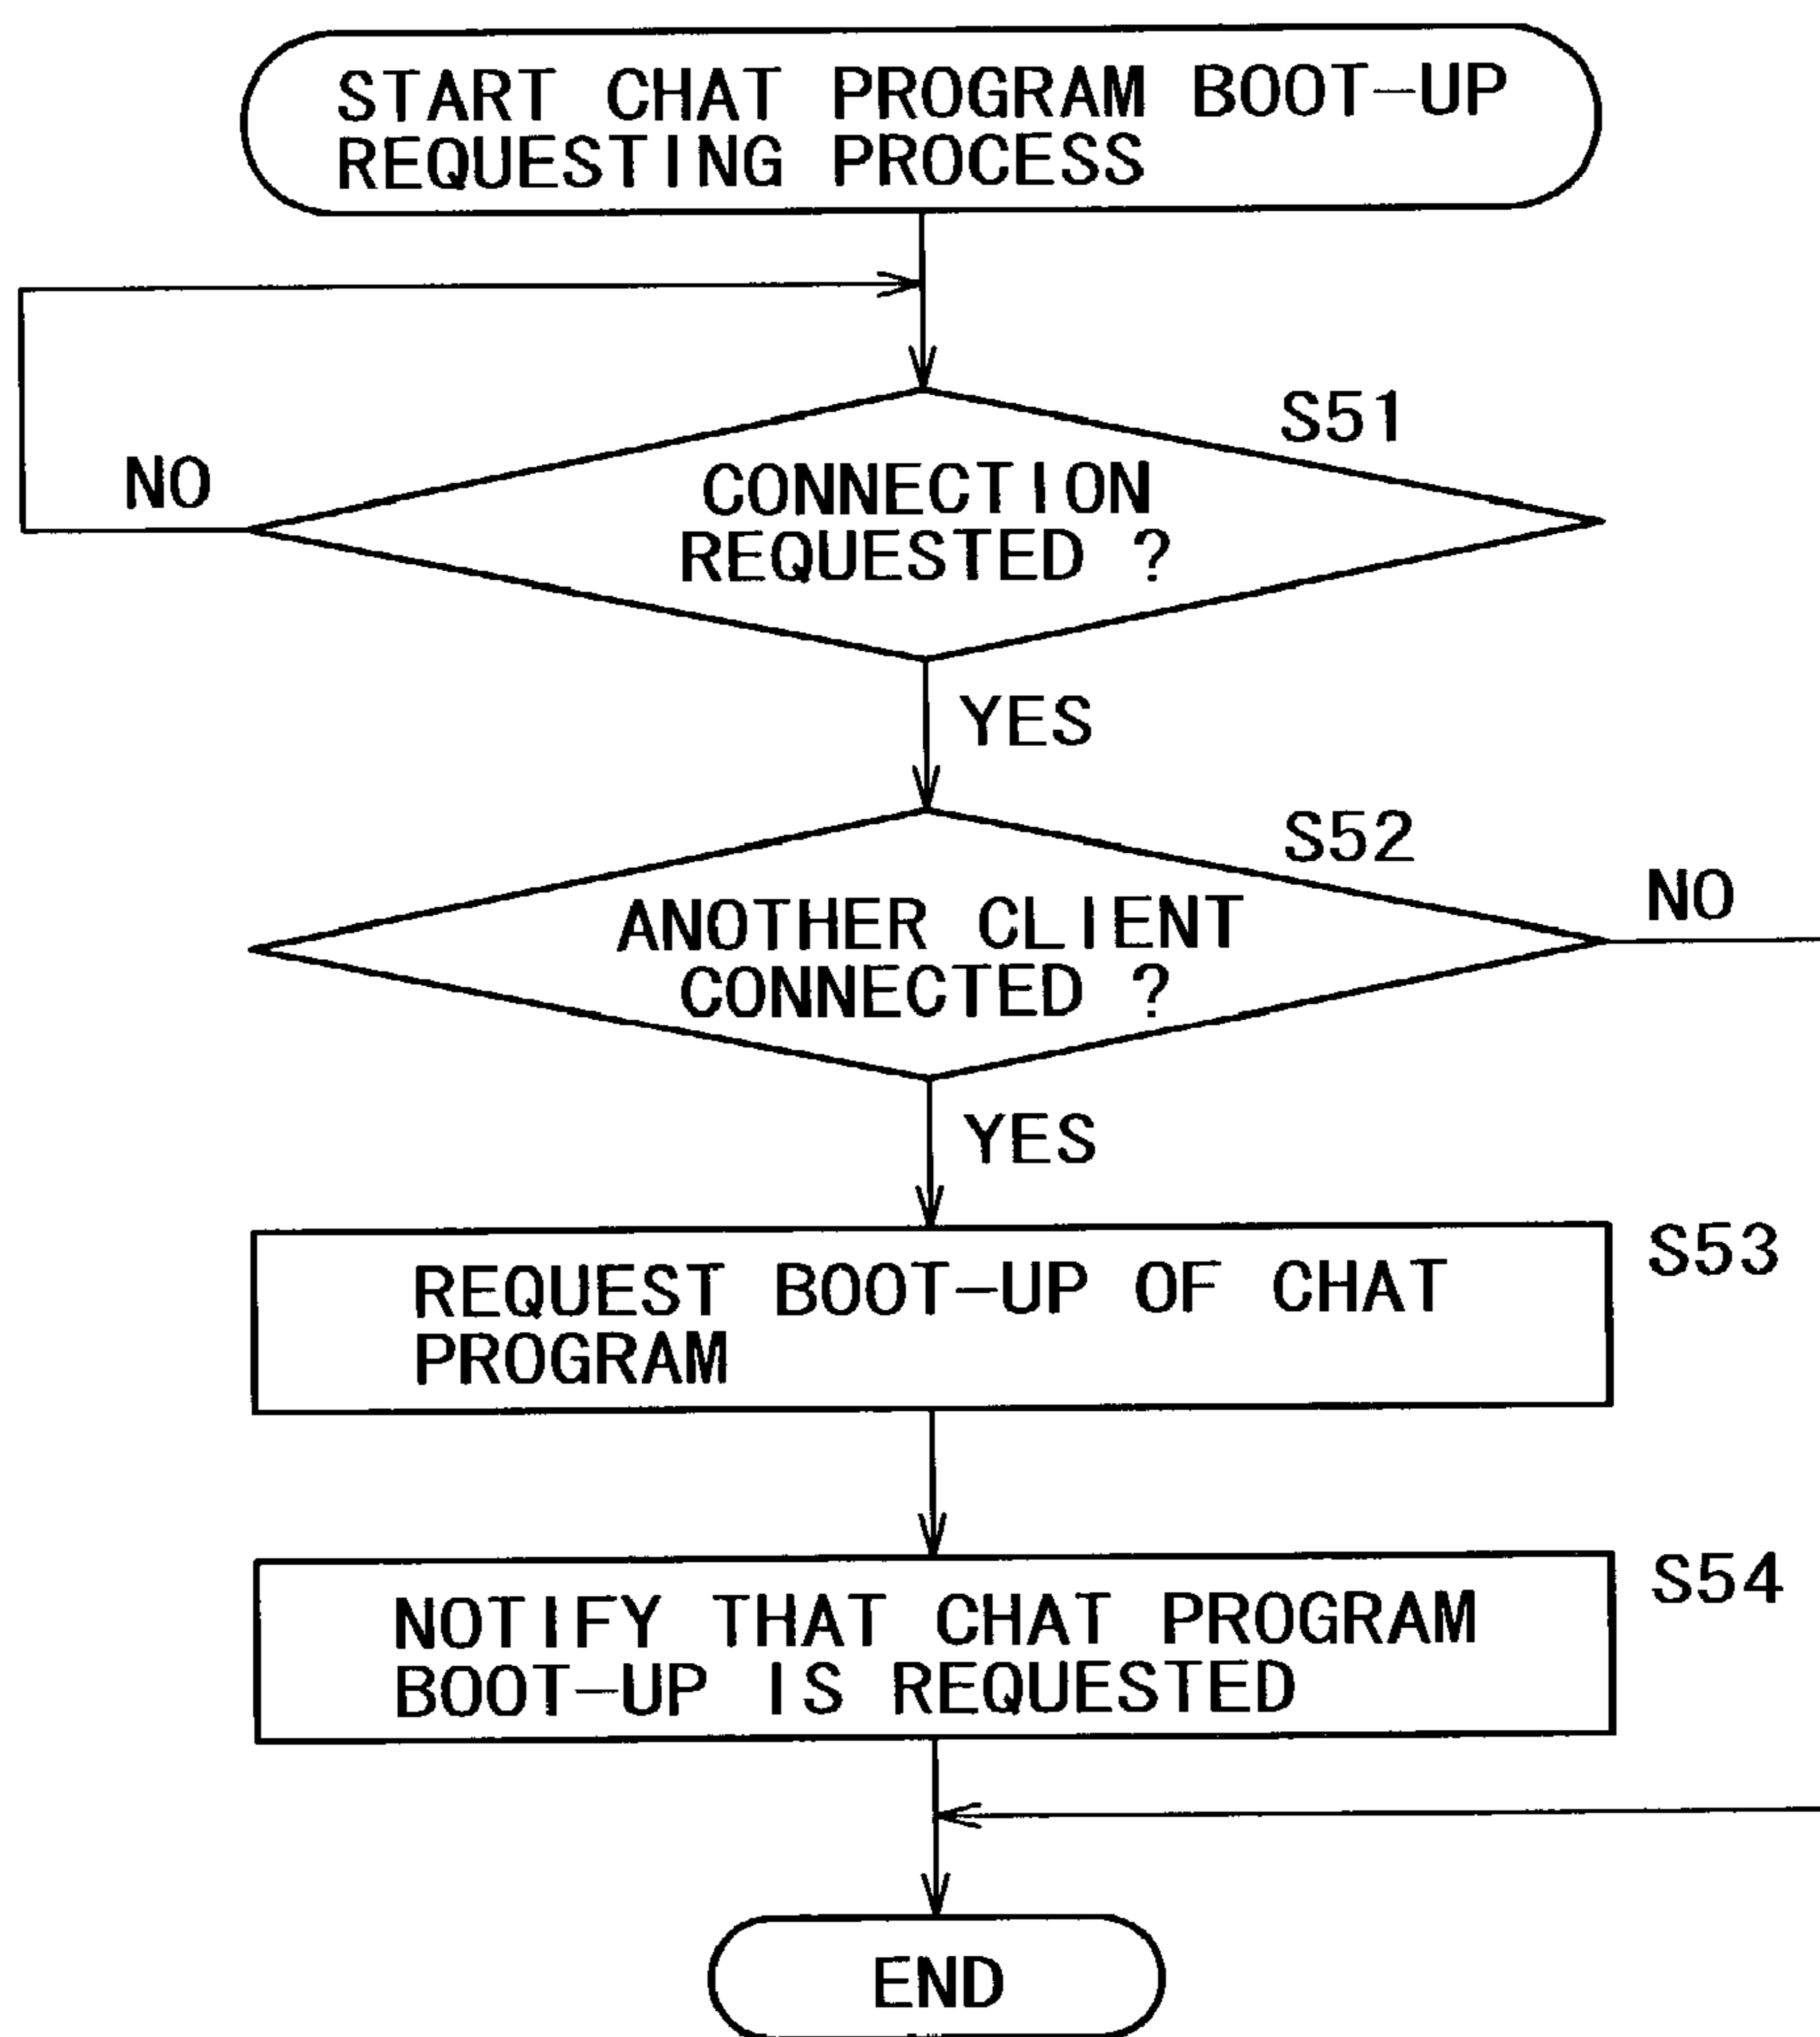 START CHAT PROGRAM BOOT-UP
REQUESTING PROCESS
S51
NO
CONNECTION
REQUESTED ?
YES
S52
NO
ANOTHER CLIENT
CONNECTED ?
YES
S53
REQUEST BOOT-UP OF CHAT
PROGRAM
S54
NOTIFY THAT CHAT PROGRAM
BOOT-UP IS REQUESTED
END